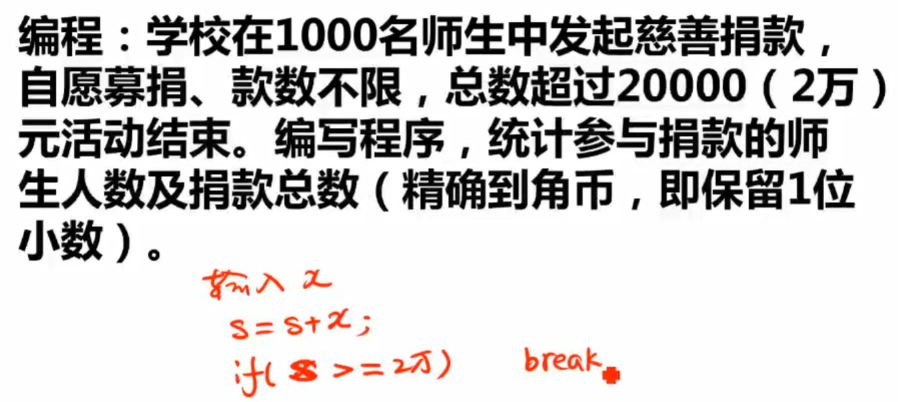 编程：学校在1000名师生中发起慈善捐款，
自愿募捐、款数不限，总数超过20000（2万）
元活动结束。编写程序，统计参与捐款的师
生人数及捐款总数（精确到角币，即保留1位
小数）。
输入 x
s=s+x;
if( s >=2万) break